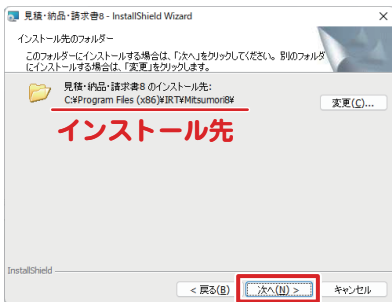 見積・納品・請求書8 - InstallShield Wizard
インストール先のフォルダー
このフォルダーにインストールする場合は、「次へ」をクリックしてください。別のフォルダ
にインストールする場合は、「変更」をクリックします。
見積・納品・請求書8 のインストール先:
C:¥Program Files (x86)¥IRT¥Mitsumori8¥
変更(C)...
インストール先
InstallShield
< 戻る(B)
次へ(N) >
キャンセル